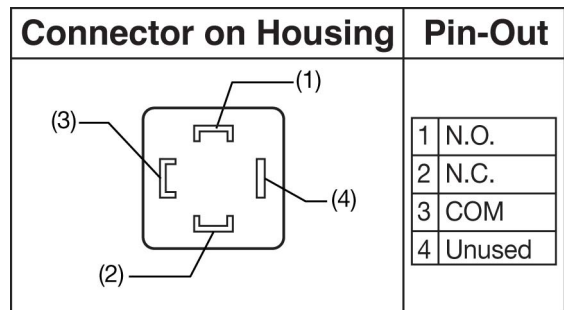 Connector on Housing Pin-Out
(1)
(3)
(4)
(2)
1 N.O.
2 N.C.
3 COM
4 Unused